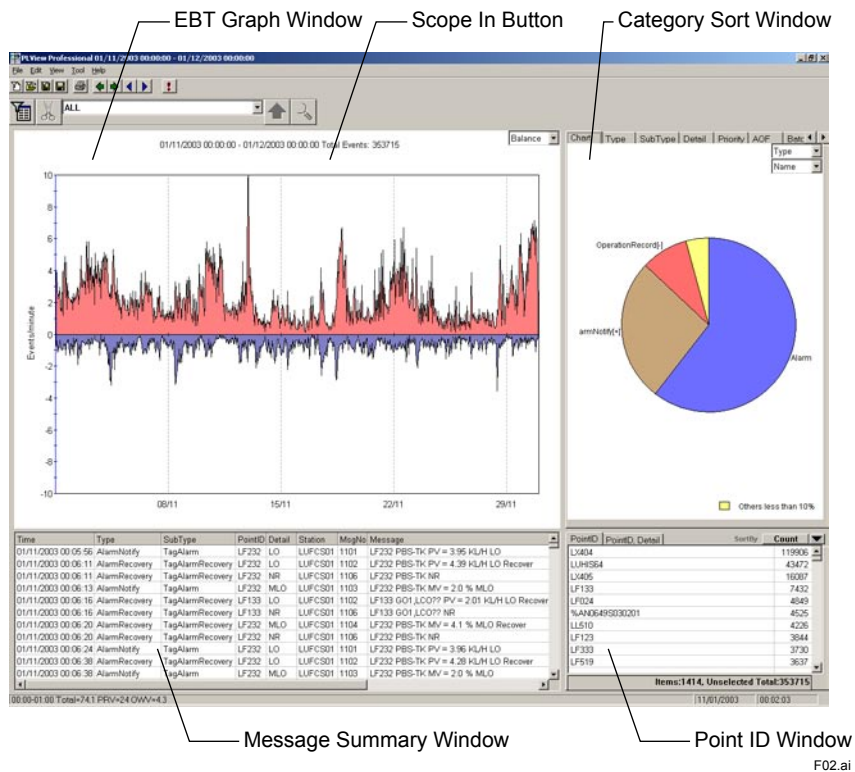 EBT Graph Window
Scope In Button
Category Sort Window
PLView Professional 01/11/2003 00:00:00 - 01/12/2003 00:00:00
File Edit View Tool Help
ALL
01/11/2003 00:00:00 - 01/12/2003 00:00:00 Total Events: 353715
Balance
Chart Type SubType Detail Priority AOF Batc
Type
Name
10
8
6
4
2
0
-2
-4
-6
-8
-10
Events/minute
08/11 15/11 22/11 29/11
OperationRecord[-]
armNotify[+]
Alarm
Others less than 10%
Time Type SubType PointID Detail Station MsgNo Message
01/11/2003 00:05:56 AlarmNotify TagAlarm LF232 LO LUFCS01 1101 LF232 PBS-TK PV = 3.95 KL/H LO
01/11/2003 00:06:11 AlarmRecovery TagAlarmRecovery LF232 LO LUFCS01 1102 LF232 PBS-TK PV = 4.39 KL/H LO Recover
01/11/2003 00:06:11 AlarmRecovery TagAlarmRecovery LF232 NR LUFCS01 1106 LF232 PBS-TK NR
01/11/2003 00:06:13 AlarmNotify TagAlarm LF232 MLO LUFCS01 1103 LF232 PBS-TK MV = 2.0 % MLO
01/11/2003 00:06:16 AlarmRecovery TagAlarmRecovery LF133 LO LUFCS01 1102 LF133 GO1,LCO?? PV = 2.01 KL/H LO Recover
01/11/2003 00:06:16 AlarmRecovery TagAlarmRecovery LF133 NR LUFCS01 1106 LF133 GO1,LCO?? NR
01/11/2003 00:06:20 AlarmRecovery TagAlarmRecovery LF232 MLO LUFCS01 1104 LF232 PBS-TK MV = 4.1 % MLO Recover
01/11/2003 00:06:20 AlarmRecovery TagAlarmRecovery LF232 NR LUFCS01 1106 LF232 PBS-TK NR
01/11/2003 00:06:24 AlarmNotify TagAlarm LF232 LO LUFCS01 1101 LF232 PBS-TK PV = 3.96 KL/H LO
01/11/2003 00:06:38 AlarmRecovery TagAlarmRecovery LF232 LO LUFCS01 1102 LF232 PBS-TK PV = 4.28 KL/H LO Recover
01/11/2003 00:06:38 AlarmNotify TagAlarm LF232 MLO LUFCS01 1103 LF232 PBS-TK MV = 2.0 % MLO
PointID PointID, Detail SortBy Count
LX404 119906
LUHIS64 43472
LX405 16087
LF133 7432
LF024 4849
%AN0649S030201 4525
LL510 4226
LF123 3844
LF333 3730
LF519 3637
Items:1414, Unselected Total:353715
00:00-01:00 Total=74.1 PRV=24 OWV=4.3
11/01/2003 00:02:03
Message Summary Window
Point ID Window
F02.ai